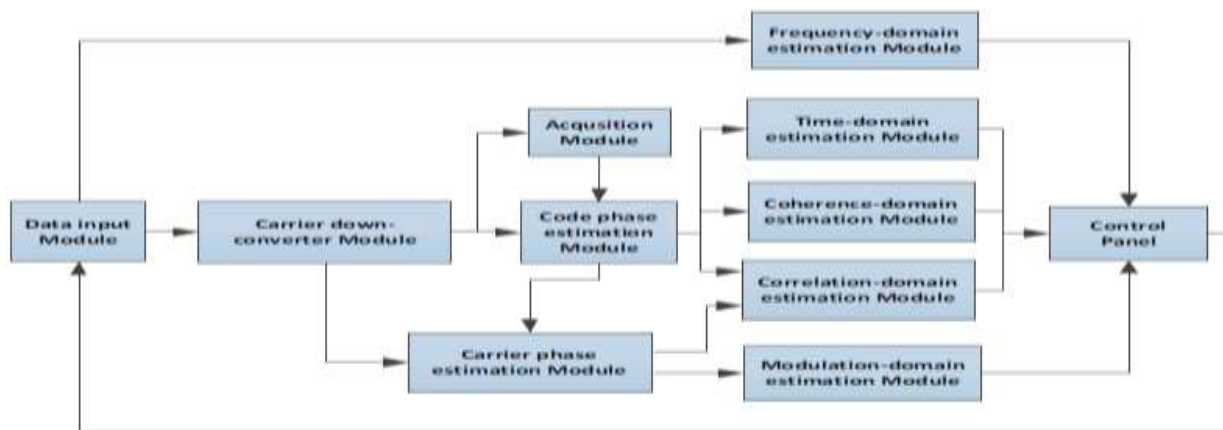 Frequency-domain
estimation Module
Acqusition
Module
Time-domain
estimation Module
Data input
Module
Carrier down-
converter Module
Code phase
estimation
Module
Coherence-domain
estimation Module
Control
Panel
Correlation-domain
estimation Module
Carrier phase
estimation Module
Modulation-domain
estimation Module